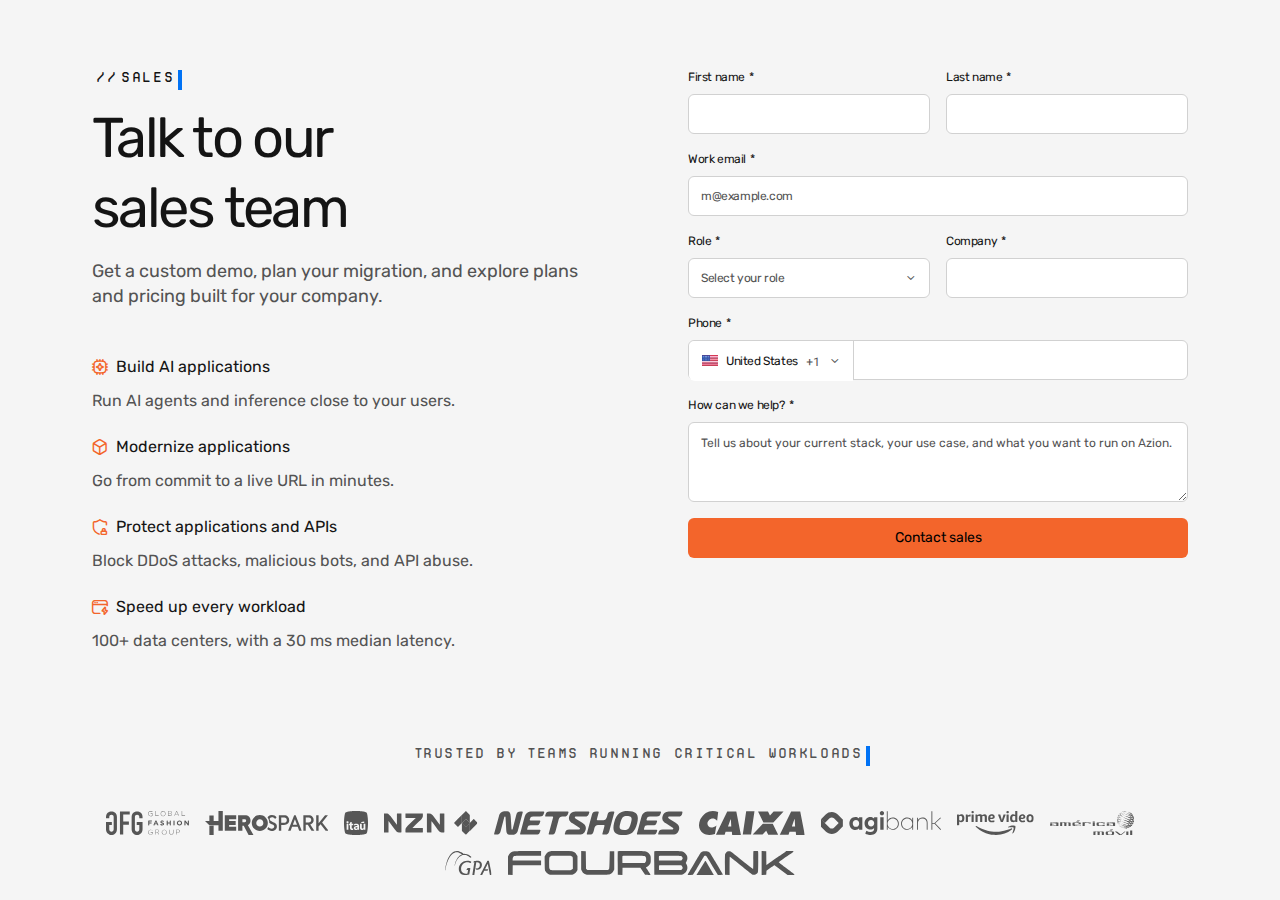 // SALES
Talk to our
sales team
Get a custom demo, plan your migration, and explore plans
and pricing built for your company.
Build AI applications
Run AI agents and inference close to your users.
Modernize applications
Go from commit to a live URL in minutes.
Protect applications and APIs
Block DDoS attacks, malicious bots, and API abuse.
Speed up every workload
100+ data centers, with a 30 ms median latency.
First name *
Last name *
Work email *
m@example.com
Role *
Company *
Select your role
Phone *
United States +1
How can we help? *
Tell us about your current stack, your use case, and what you want to run on Azion.
Contact sales
TRUSTED BY TEAMS RUNNING CRITICAL WORKLOADS
GFG GLOBAL FASHION GROUP
HEROSPARK
itaú
NZN
NETSHOES
CAIXA
agibank
prime video
américa móvil
GPA
FOURBANK